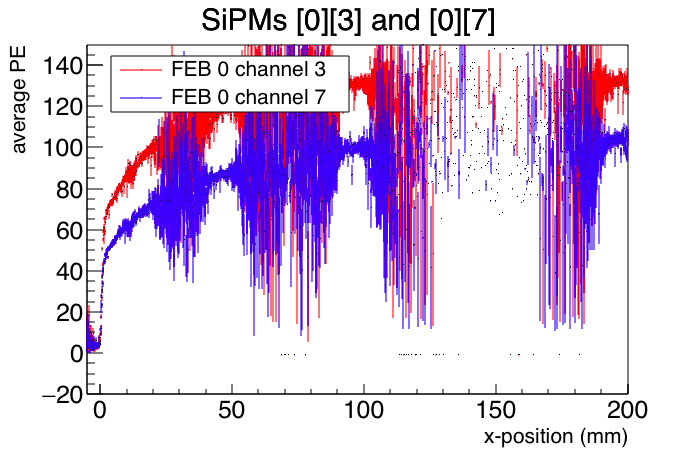 SiPMs [0][3] and [0][7]
average PE
140
120
100
80
60
40
20
0
−20
FEB 0 channel 3
FEB 0 channel 7
0 50 100 150 200
x-position (mm)